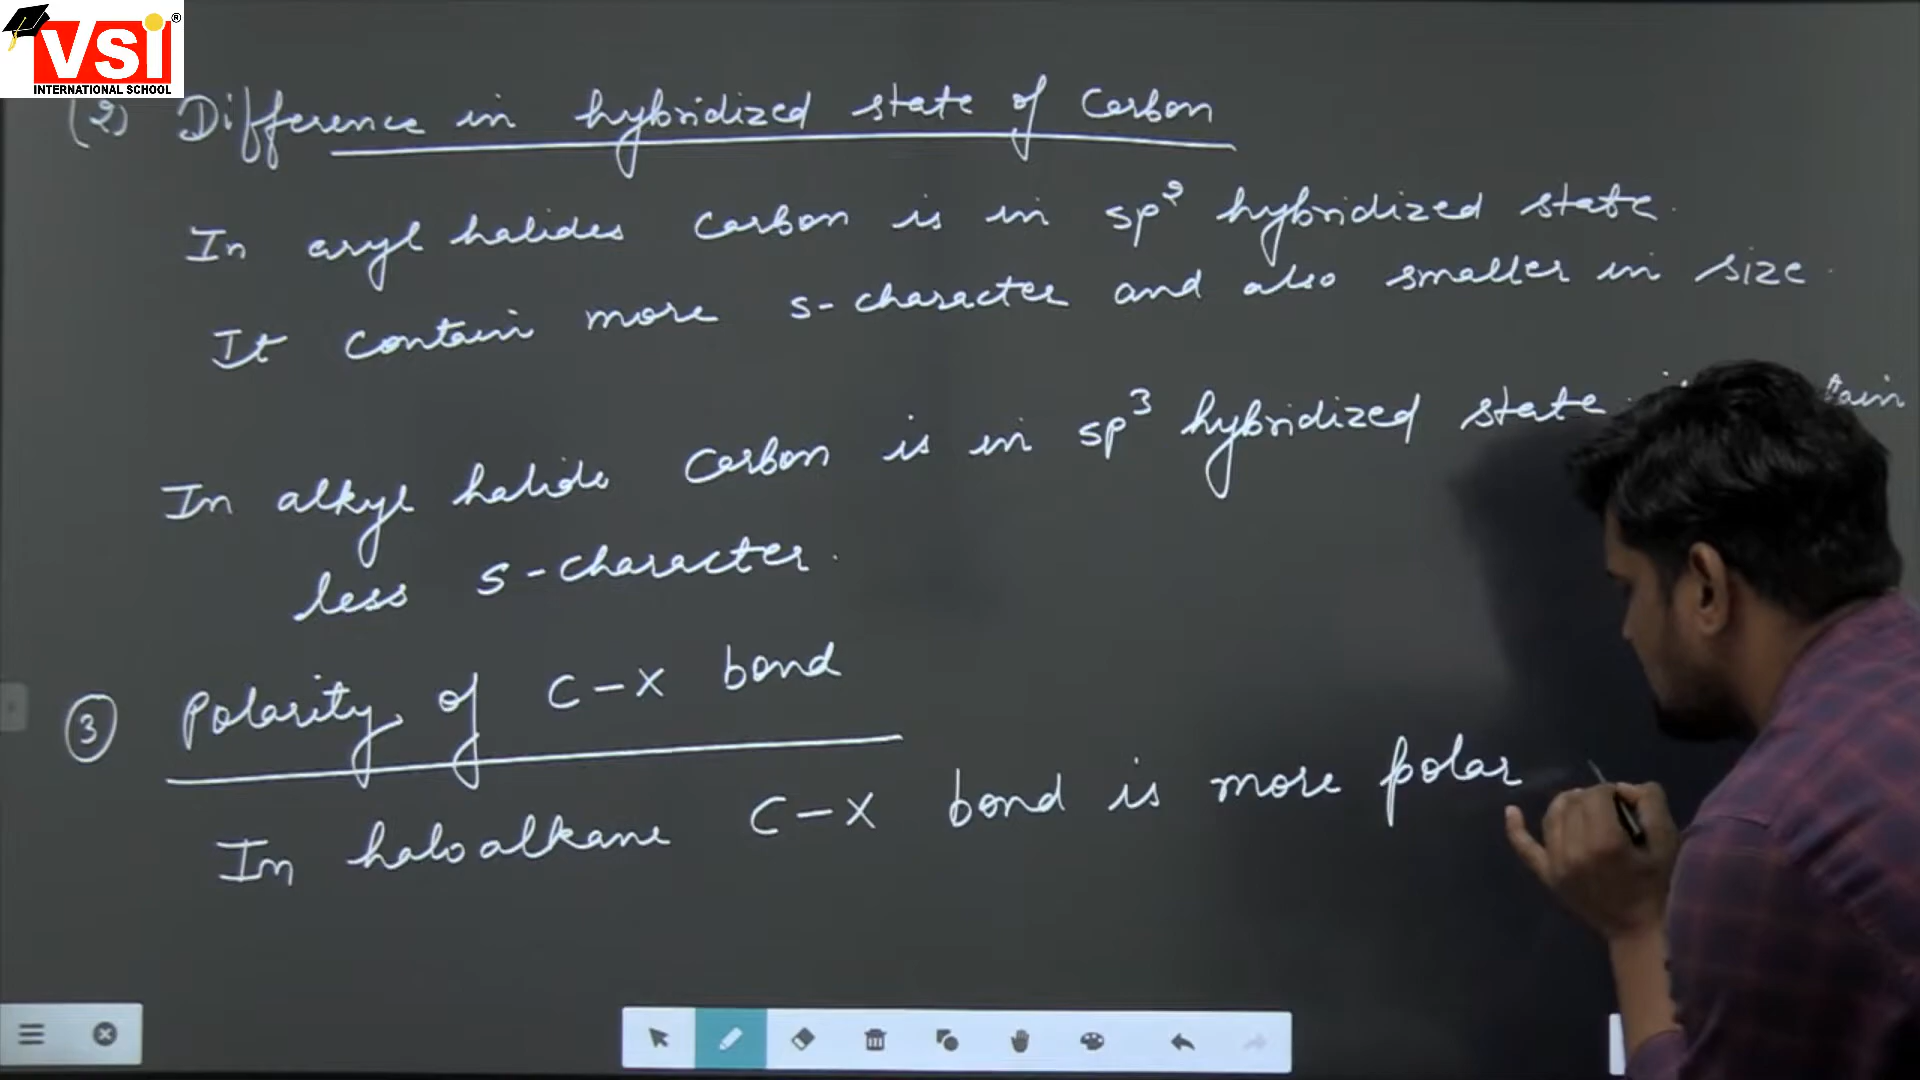 VSI ®
INTERNATIONAL SCHOOL
(2) Difference in hybridized state of Carbon
In aryl halides carbon is in sp² hybridized state.
It contain more s-character and also smaller in size.
In alkyl halide Carbon is in sp³ hybridized state.
less s-character.
③ Polarity of C-X bond
In haloalkane C-X bond is more polar